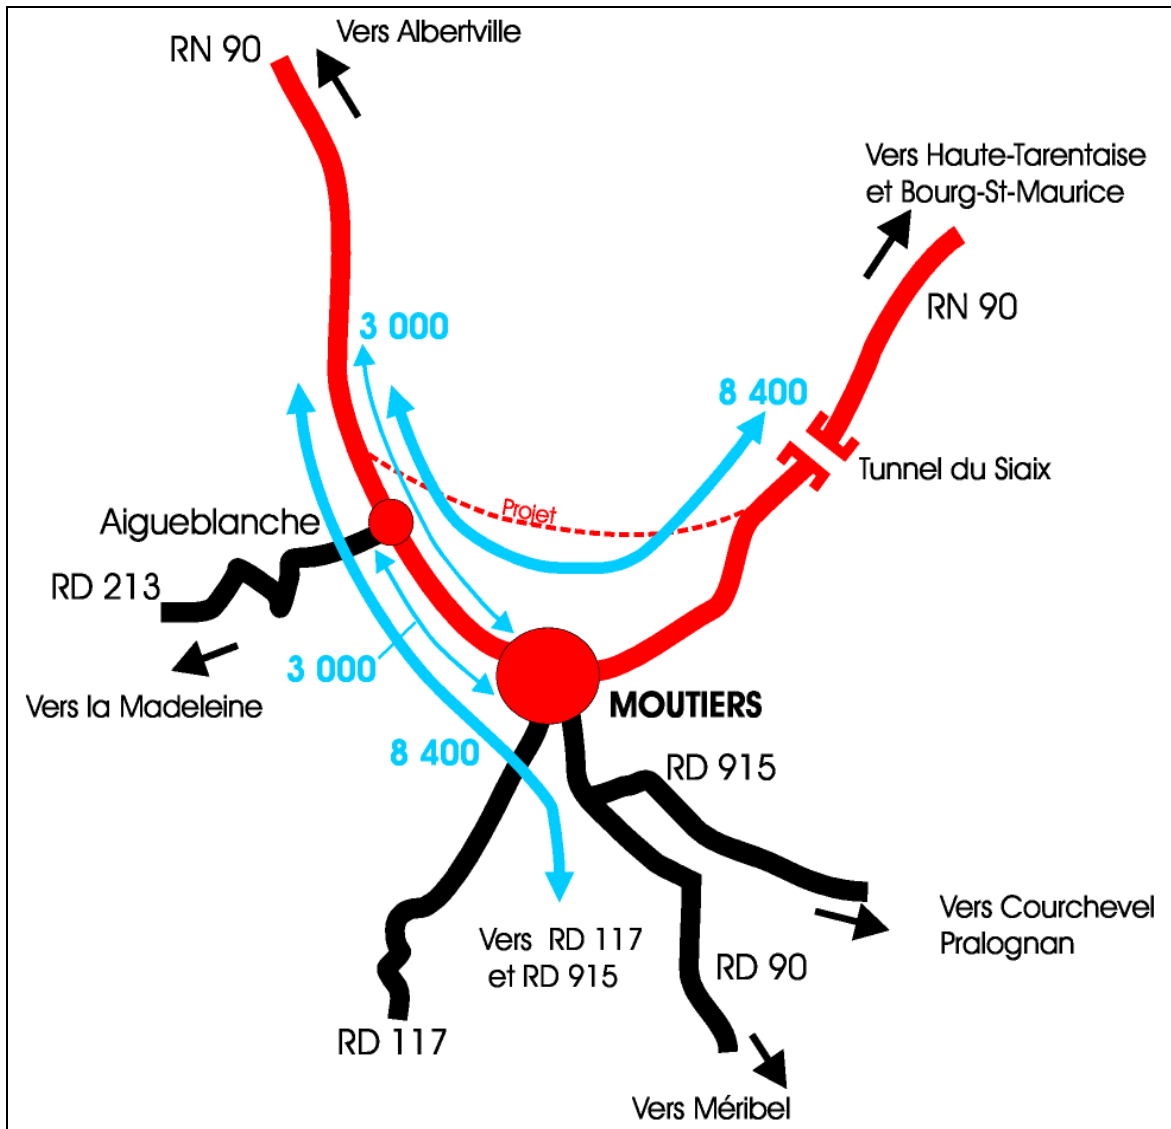 Vers Albertville
RN 90
Vers Haute-Tarentaise
et Bourg-St-Maurice
RN 90
3 000
8 400
Tunnel du Siaix
Projet
Aigueblanche
RD 213
3 000
Vers la Madeleine
MOUTIERS
8 400
RD 915
Vers Courchevel
Pralognan
Vers RD 117
et RD 915
RD 90
RD 117
Vers Méribel